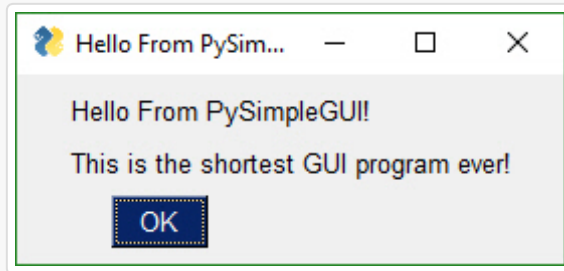 Hello From PySim...
Hello From PySimpleGUI!
This is the shortest GUI program ever!
OK